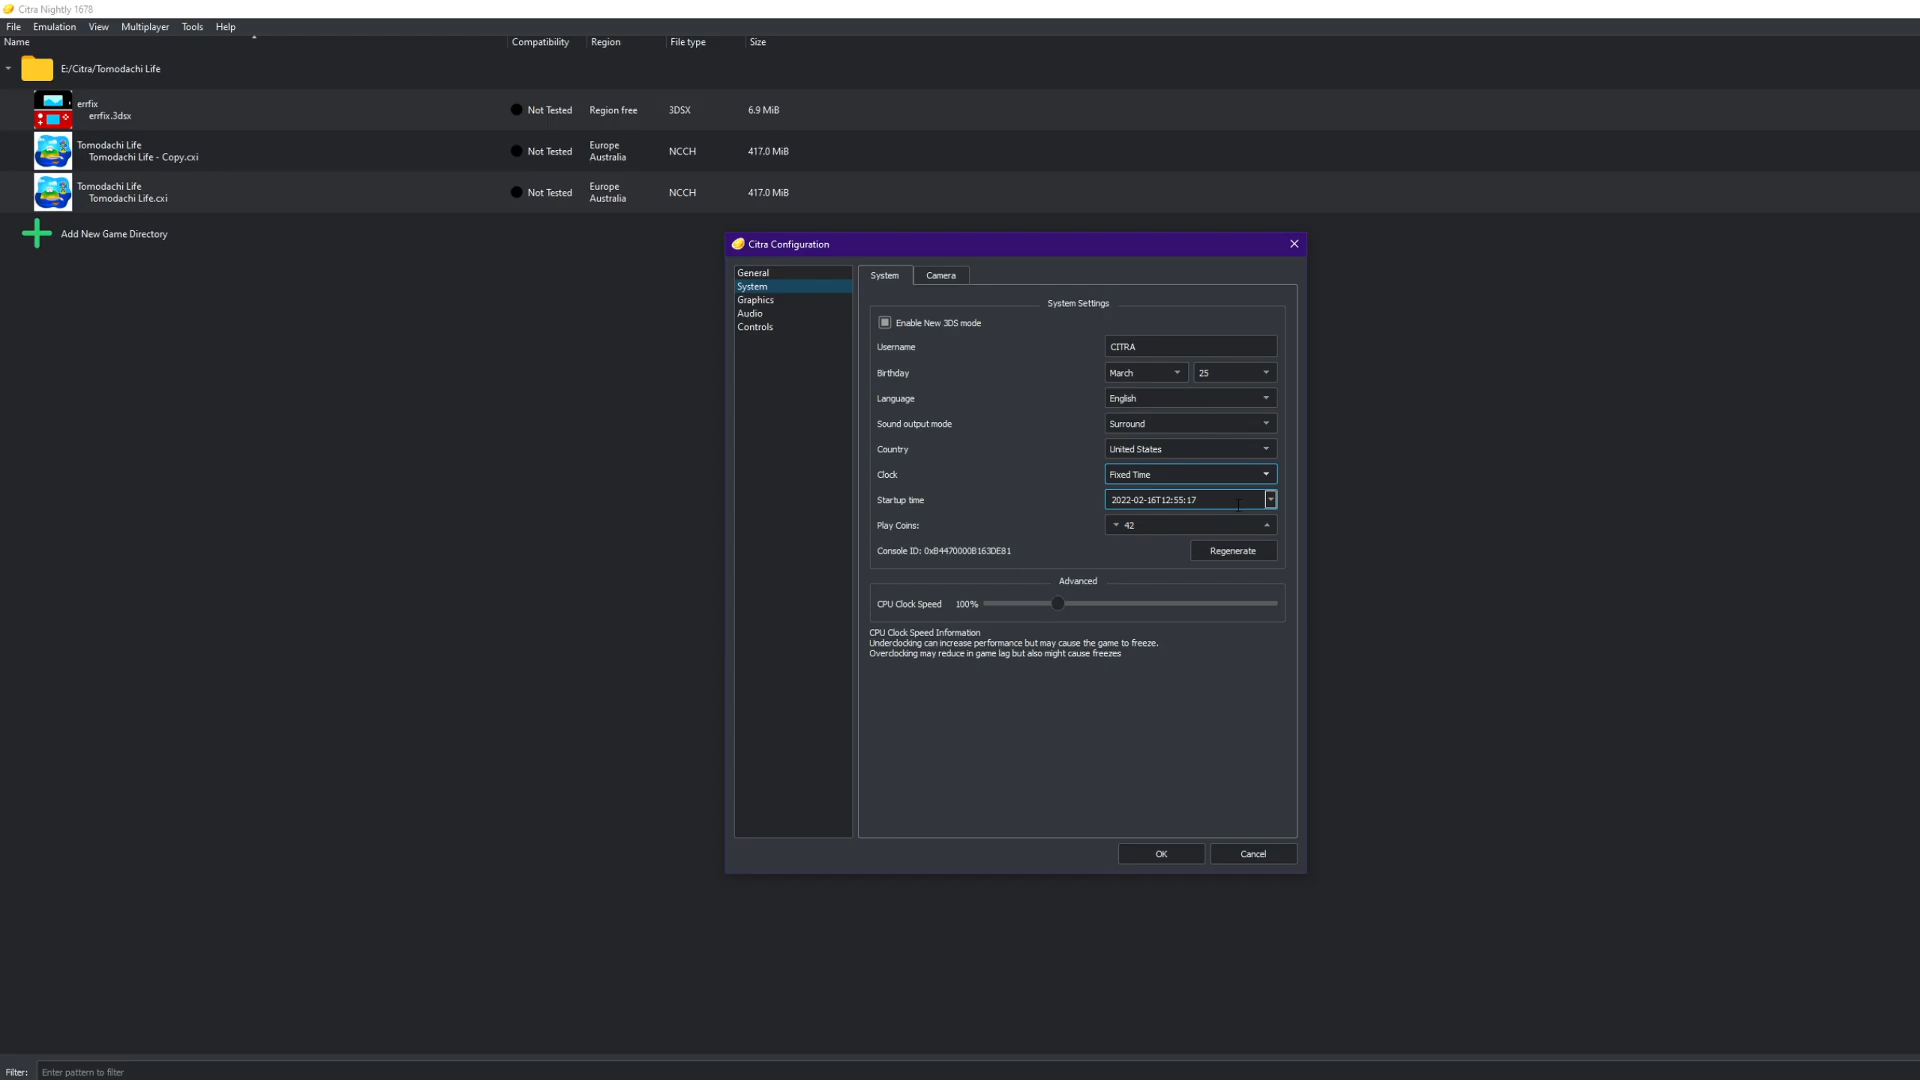 Citra Nightly 1678
File Emulation View Multiplayer Tools Help
Name Compatibility Region File type Size
E:/Citra/Tomodachi Life
errfix
errfix.3dsx
Not Tested Region free 3DSX 6.9 MiB
Tomodachi Life
Tomodachi Life - Copy.cxi
Not Tested Europe
Australia NCCH 417.0 MiB
Tomodachi Life
Tomodachi Life.cxi
Not Tested Europe
Australia NCCH 417.0 MiB
Add New Game Directory
Citra Configuration
General
System
Graphics
Audio
Controls
System Camera
System Settings
Enable New 3DS mode
Username CITRA
Birthday March 25
Language English
Sound output mode Surround
Country United States
Clock Fixed Time
Startup time 2022-02-16T12:55:17
Play Coins: 42
Console ID: 0xB4470000B163DE81 Regenerate
Advanced
CPU Clock Speed 100%
CPU Clock Speed Information
Underclocking can increase performance but may cause the game to freeze.
Overclocking may reduce in game lag but also might cause freezes
OK Cancel
Filter: Enter pattern to filter